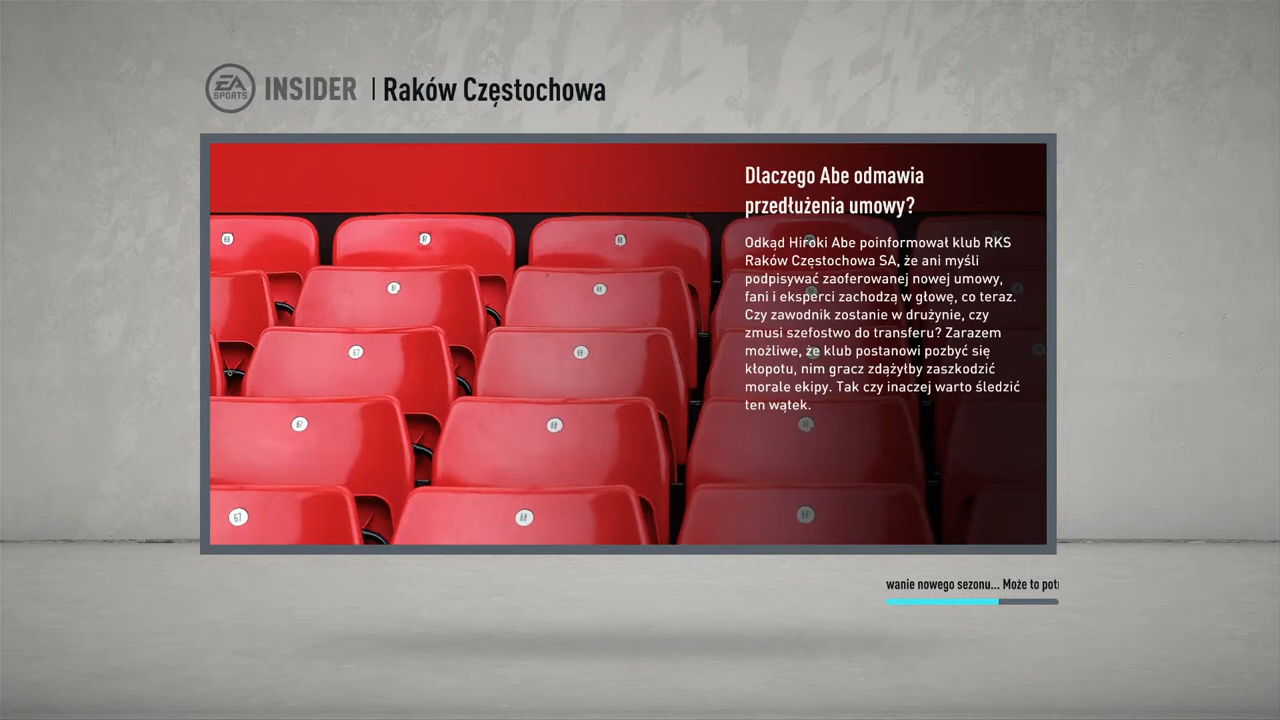 EA SPORTS INSIDER | Raków Częstochowa
Dlaczego Abe odmawia
przedłużenia umowy?
Odkąd Hiroki Abe poinformował klub RKS
Raków Częstochowa SA, że ani myśli
podpisywać zaoferowanej nowej umowy,
fani i eksperci zachodzą w głowę, co teraz.
Czy zawodnik zostanie w drużynie, czy
zmusi szefostwo do transferu? Zarazem
możliwe, że klub postanowi pozbyć się
kłopotu, nim gracz zdążyłby zaszkodzić
morale ekipy. Tak czy inaczej warto śledzić
ten wątek.
wanie nowego sezonu... Może to pot